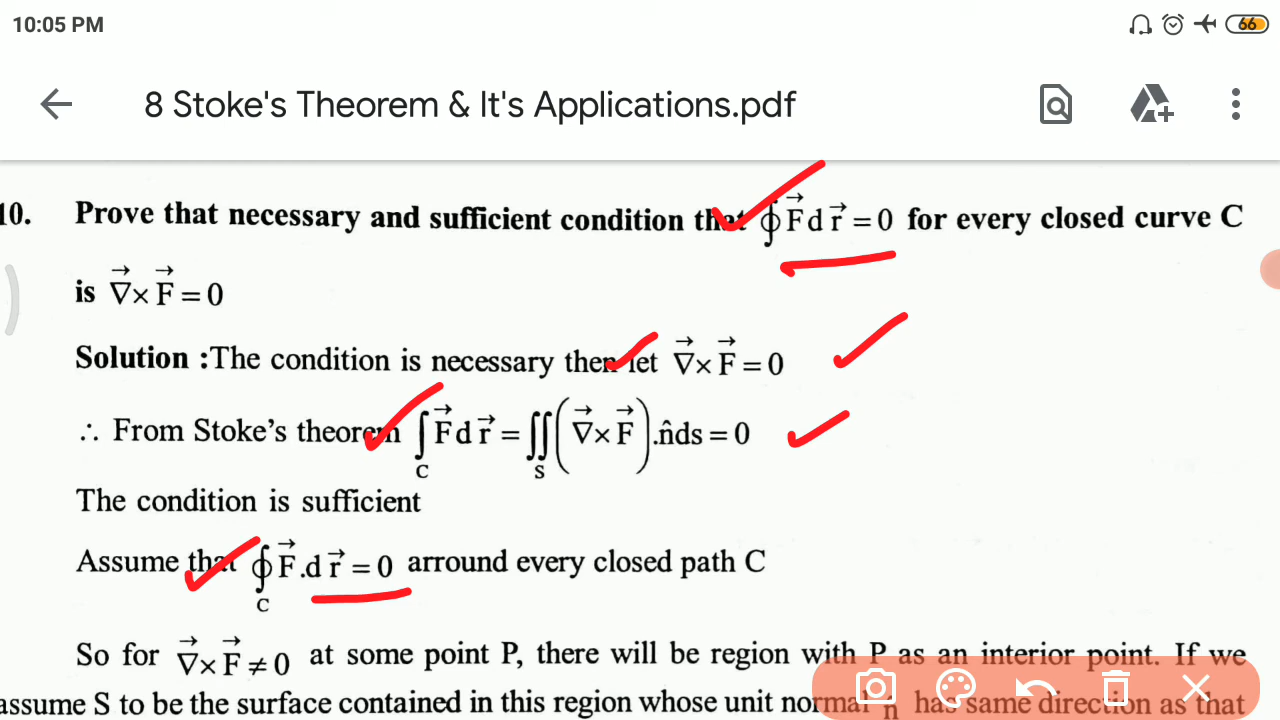 10:05 PM
66
8 Stoke's Theorem & It's Applications.pdf
10. Prove that necessary and sufficient condition that ∮ F⃗ d r⃗ = 0 for every closed curve C
is ∇⃗ × F⃗ = 0
Solution :The condition is necessary then let ∇⃗ × F⃗ = 0
∴ From Stoke's theorem ∫_C F⃗ d r⃗ = ∬_S (∇⃗ × F⃗).n̂ds = 0
The condition is sufficient
Assume that ∮_C F⃗.d r⃗ = 0 arround every closed path C
So for ∇⃗ × F⃗ ≠ 0 at some point P, there will be region with P as an interior point. If we
assume S to be the surface contained in this region whose unit normal n̂ has same direction as that